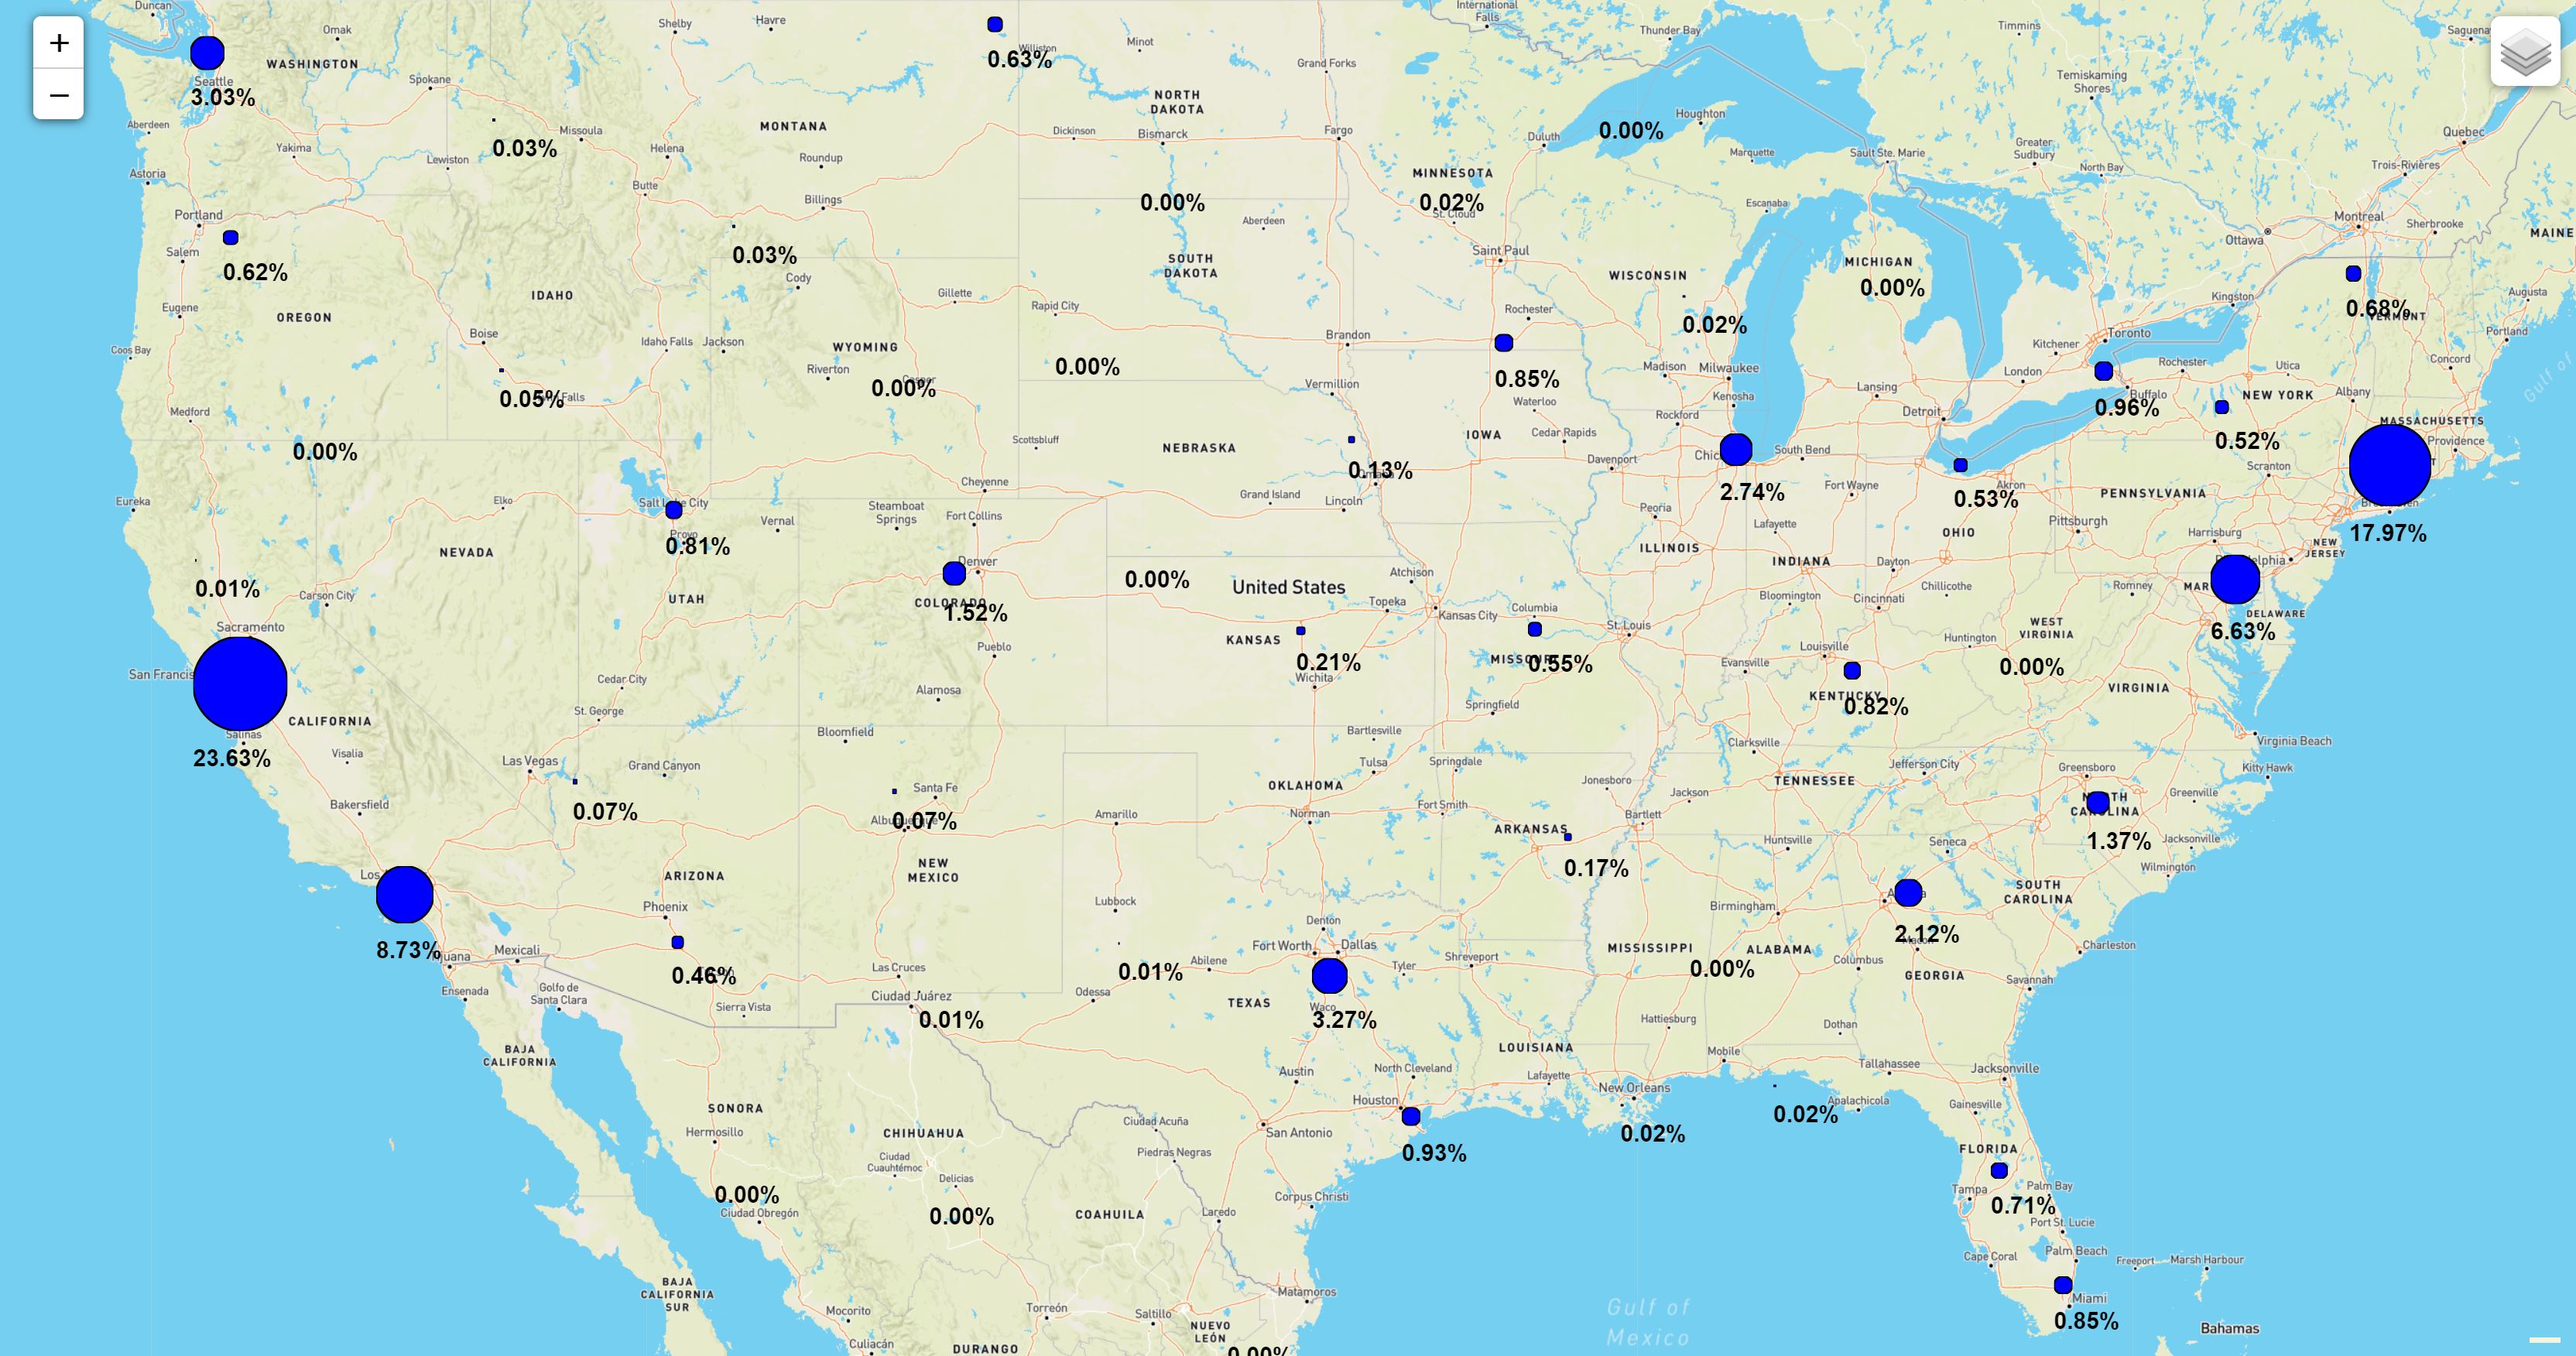 Duncan
Omak
Shelby
Havre
International
Falls
Thunder Bay
Timmins
+
WASHINGTON
Williston
0.63%
Minot
Grand Forks
Temiskaming
Shores
Seattle
3.03%
Spokane
−
NORTH
DAKOTA
Aberdeen
0.03%
Missoula
Helena
MONTANA
Dickinson
Bismarck
Fargo
Duluth
0.00%
Houghton
Marquette
Sault Ste. Marie
Greater
Sudbury
North Bay
Quebec
Trois-Rivières
Yakima
Lewiston
Roundup
Astoria
Butte
Billings
0.00%
Aberdeen
MINNESOTA
0.02%
St. Cloud
Escanaba
Portland
Salem
0.62%
0.03%
Cody
SOUTH
DAKOTA
Saint Paul
WISCONSIN
MICHIGAN
0.00%
Ottawa
Montreal
Sherbrooke
MAINE
Eugene
OREGON
IDAHO
Gillette
Rapid City
Rochester
0.02%
Kingston
0.68%
VERMONT
Augusta
Coos Bay
Boise
Idaho Falls
Jackson
WYOMING
Riverton
0.00%
Casper
0.00%
Brandon
Vermillion
0.85%
Waterloo
Madison
Milwaukee
Kenosha
Lansing
London
Kitchener
Toronto
Rochester
Utica
Concord
Portland
Gulf of
0.05%
Falls
Medford
0.00%
Scottsbluff
NEBRASKA
0.13%
IOWA
Cedar Rapids
Rockford
Detroit
0.96%
Buffalo
NEW YORK
Albany
0.52%
MASSACHUSETTS
Providence
Eureka
Elko
Salt Lake City
Provo
0.81%
Vernal
Steamboat
Springs
Cheyenne
Fort Collins
Grand Island
Lincoln
Davenport
Peoria
2.74%
South Bend
Fort Wayne
Lafayette
0.53%
Akron
PENNSYLVANIA
Scranton
17.97%
NEVADA
0.01%
Carson City
UTAH
Denver
COLORADO
1.52%
0.00%
United States
Atchison
Topeka
Kansas City
Columbia
ILLINOIS
INDIANA
Bloomington
Dayton
Cincinnati
OHIO
Chillicothe
Pittsburgh
Romney
Harrisburg
NEW
JERSEY
DELAWARE
6.63%
Sacramento
San Francis
Pueblo
KANSAS
0.21%
Wichita
0.55%
St. Louis
Evansville
Louisville
Huntington
WEST
VIRGINIA
0.00%
CALIFORNIA
Salinas
23.63%
Visalia
Cedar City
St. George
Alamosa
Springfield
KENTUCKY
0.82%
VIRGINIA
Las Vegas
Grand Canyon
Bloomfield
Bartlesville
Tulsa
Springdale
Clarksville
Jefferson City
Greensboro
Virginia Beach
Kitty Hawk
Bakersfield
0.07%
Santa Fe
0.07%
Amarillo
OKLAHOMA
Norman
Fort Smith
Jonesboro
Jackson
TENNESSEE
CAROLINA
Greenville
NEW
MEXICO
ARKANSAS
0.17%
Bartlett
Huntsville
Seneca
1.37%
Jacksonville
Wilmington
8.73%
ARIZONA
Phoenix
0.46%
Lubbock
Denton
Fort Worth
Dallas
Birmingham
SOUTH
CAROLINA
2.12%
Mexicali
Las Cruces
0.01%
Abilene
Tyler
Shreveport
MISSISSIPPI
ALABAMA
0.00%
Columbus
GEORGIA
Charleston
Savannah
Ensenada
Golfo de
Santa Clara
Sierra Vista
Ciudad Juárez
0.01%
Odessa
TEXAS
Waco
3.27%
Hattiesburg
Dothan
BAJA
CALIFORNIA
LOUISIANA
Mobile
Tallahassee
Jacksonville
Austin
North Cleveland
Lafayette
New Orleans
SONORA
Hermosillo
CHIHUAHUA
Ciudad Acuña
Houston
0.93%
0.02%
0.02%
Apalachicola
Gainesville
San Antonio
Ciudad
Cuauhtémoc
Piedras Negras
FLORIDA
0.00%
Ciudad Obregón
Delicias
0.00%
COAHUILA
Laredo
Corpus Christi
Tampa
Palm Bay
0.71%
Port St. Lucie
Cape Coral
Palm Beach
Freeport
Marsh Harbour
BAJA
CALIFORNIA
SUR
Mocorito
Culiacán
Torreón
DURANGO
Saltillo
NUEVO
LEÓN
Matamoros
0.00%
Gulf of
Mexico
Miami
0.85%
Bahamas